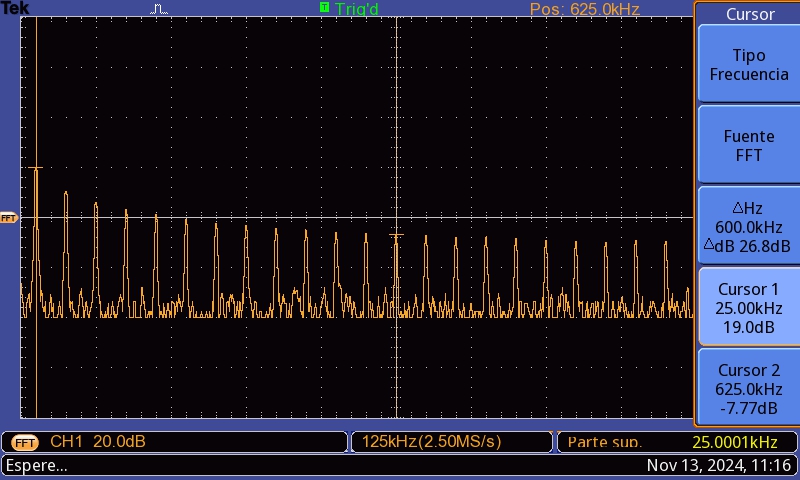 Tek
T Trig'd
Pos: 625.0kHz
Cursor
Tipo
Frecuencia
Fuente
FFT
△Hz
600.0kHz
△dB 26.8dB
Cursor 1
25.00kHz
19.0dB
Cursor 2
625.0kHz
-7.77dB
FFT
FFT CH1 20.0dB
125kHz(2.50MS/s)
Parte sup. 25.0001kHz
Espere...
Nov 13, 2024, 11:16